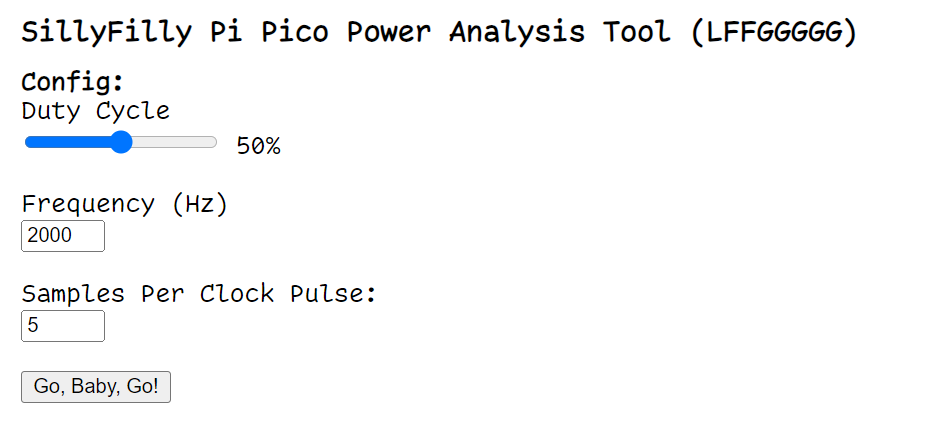 SillyFilly Pi Pico Power Analysis Tool (LFFGGGGG)
Config:
Duty Cycle
50%
Frequency (Hz)
2000
Samples Per Clock Pulse:
5
Go, Baby, Go!